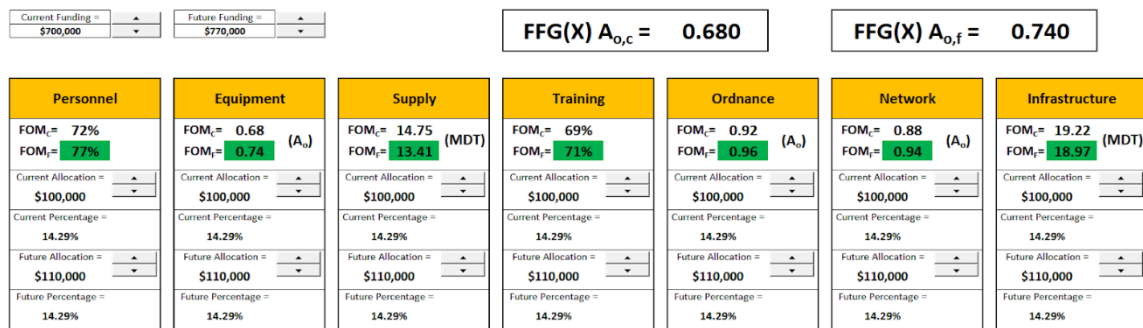 Current Funding =
$700,000
Future Funding =
$770,000
FFG(X) Ao,c = 0.680
FFG(X) Ao,f = 0.740
Personnel
FOMC= 72%
FOMF= 77%
Current Allocation =
$100,000
Current Percentage =
14.29%
Future Allocation =
$110,000
Future Percentage =
14.29%
Equipment
FOMC= 0.68
(Ao)
FOMF= 0.74
Current Allocation =
$100,000
Current Percentage =
14.29%
Future Allocation =
$110,000
Future Percentage =
14.29%
Supply
FOMC= 14.75
(MDT)
FOMF= 13.41
Current Allocation =
$100,000
Current Percentage =
14.29%
Future Allocation =
$110,000
Future Percentage =
14.29%
Training
FOMC= 69%
FOMF= 71%
Current Allocation =
$100,000
Current Percentage =
14.29%
Future Allocation =
$110,000
Future Percentage =
14.29%
Ordnance
FOMC= 0.92
(Ao)
FOMF= 0.96
Current Allocation =
$100,000
Current Percentage =
14.29%
Future Allocation =
$110,000
Future Percentage =
14.29%
Network
FOMC= 0.88
(Ao)
FOMF= 0.94
Current Allocation =
$100,000
Current Percentage =
14.29%
Future Allocation =
$110,000
Future Percentage =
14.29%
Infrastructure
FOMC= 19.22
(MDT)
FOMF= 18.97
Current Allocation =
$100,000
Current Percentage =
14.29%
Future Allocation =
$110,000
Future Percentage =
14.29%